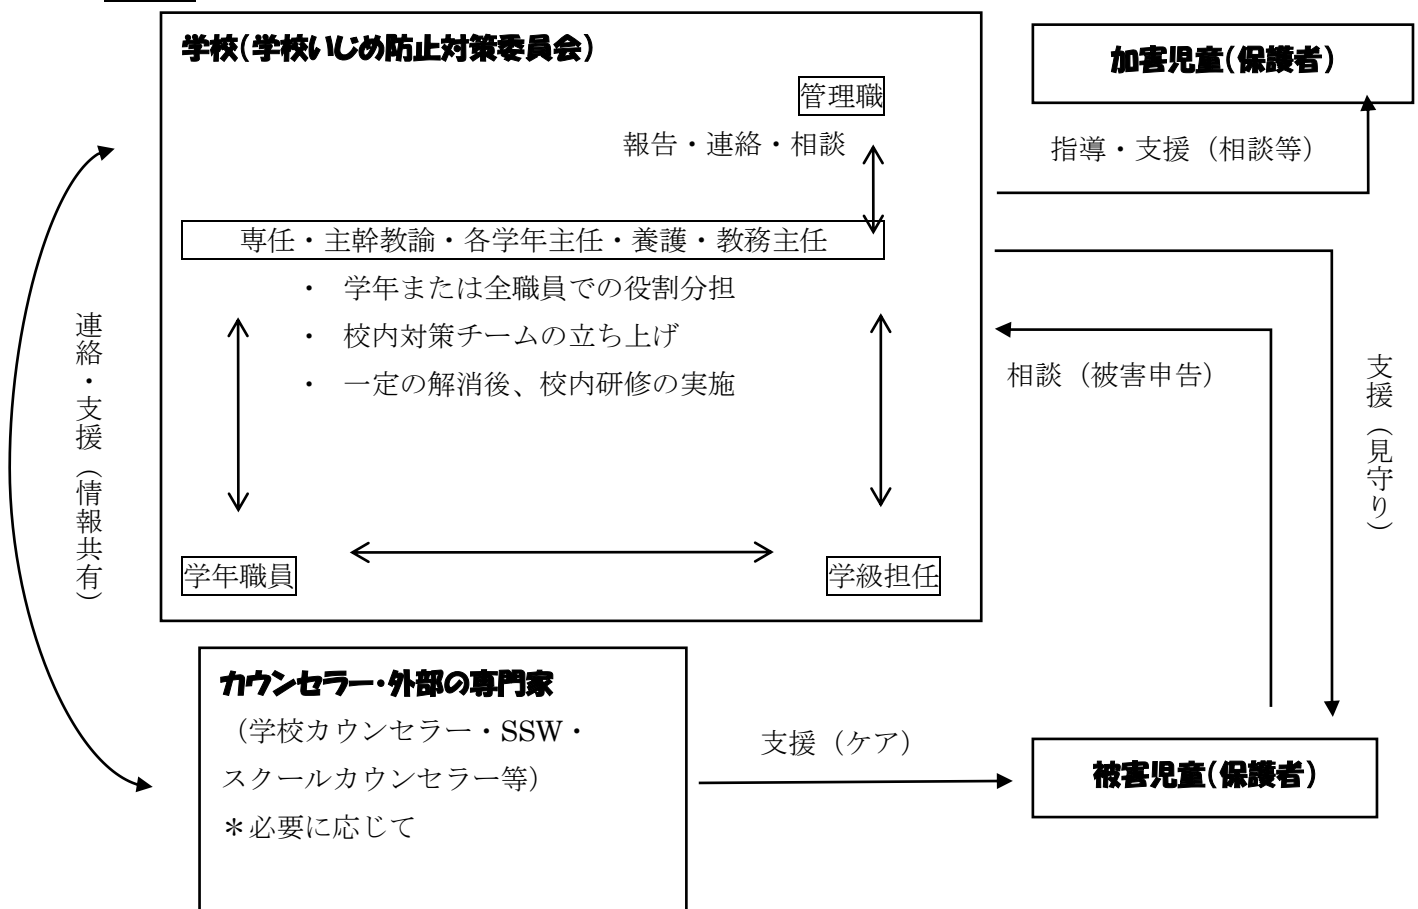 学校(学校いじめ防止対策委員会)
加害児童(保護者)
管理職
報告・連絡・相談
指導・支援（相談等）
専任・主幹教諭・各学年主任・養護・教務主任
・　学年または全職員での役割分担
・　校内対策チームの立ち上げ
・　一定の解消後、校内研修の実施
連絡・支援（情報共有）
相談（被害申告）
支援（見守り）
学年職員
学級担任
カウンセラー・外部の専門家
（学校カウンセラー・SSW・
スクールカウンセラー等）
＊必要に応じて
支援（ケア）
被害児童(保護者)